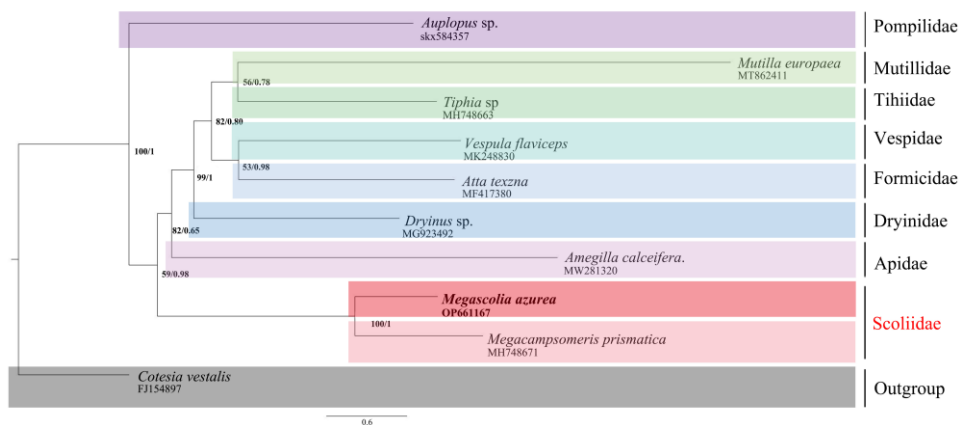 Auplopus sp.
skx584357
Pompilidae
Mutilla europaea
MT862411
Mutillidae
56/0.78
Tiphia sp
MH748663
Tihiidae
82/0.80
Vespula flaviceps
MK248830
Vespidae
100/1
53/0.98
99/1
Atta texzna
MF417380
Formicidae
Dryinus sp.
MG923492
Dryinidae
82/0.65
Amegilla calceifera.
MW281320
Apidae
59/0.98
Megascolia azurea
OP661167
Scoliidae
100/1
Megacampsomeris prismatica
MH748671
Cotesia vestalis
FJ154897
Outgroup
0.6